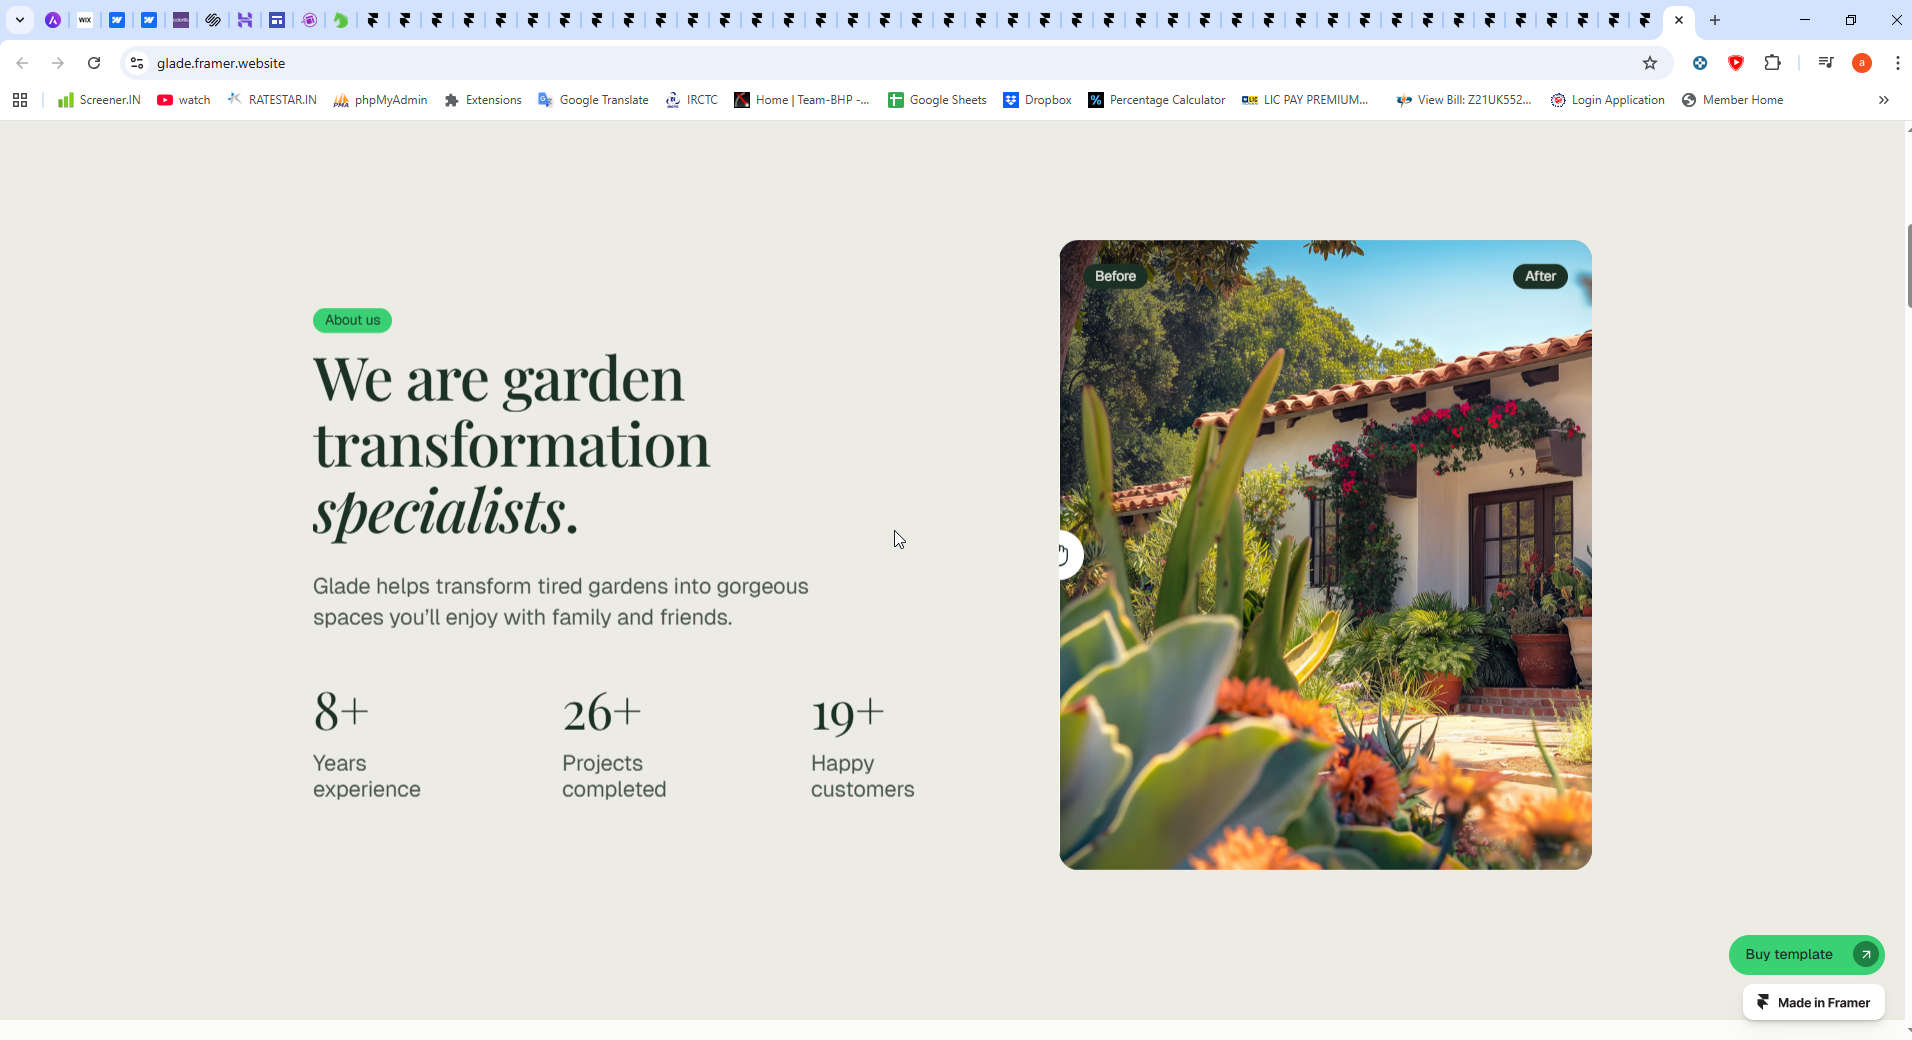 glade.framer.website
Screener.IN
watch
RATESTAR.IN
phpMyAdmin
Extensions
Google Translate
IRCTC
Home | Team-BHP -...
Google Sheets
Dropbox
Percentage Calculator
LIC PAY PREMIUM...
View Bill: Z21UK552...
Login Application
Member Home
About us
We are garden
transformation
specialists.
Glade helps transform tired gardens into gorgeous
spaces you’ll enjoy with family and friends.
8+
Years
experience
26+
Projects
completed
19+
Happy
customers
Before
After
Buy template
Made in Framer